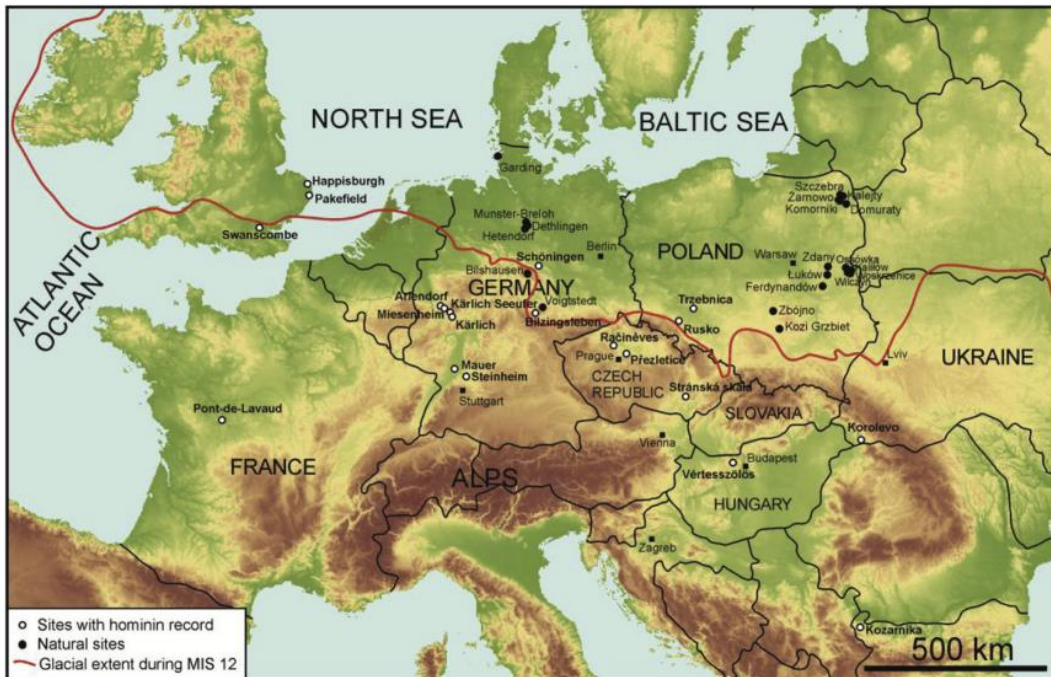 NORTH SEA
BALTIC SEA
ATLANTIC
OCEAN
Garding
Happisburgh
Pakefield
Swanscombe
Munster-Breloh
Dethlingen
Hetendorf
Schöningen
Berlin
Bilshausen
GERMANY
Voigtstedt
Bilzingsleben
Ariendorf
Kärlich Seeufer
Miesenheim
Kärlich
Mauer
Steinheim
Stuttgart
Szczebra
Kalejty
Żarnowo
Komorniki
Domuraty
POLAND
Warsaw
Zdany
Ossówka
Kaliłów
Łuków
Woskrzenice
Wilczyn
Ferdynandów
Trzebnica
Zbójno
Rusko
Kozi Grzbiet
Račiněves
Prague
Přezletice
CZECH
REPUBLIC
Stránská skála
SLOVAKIA
Lviv
UKRAINE
Korolevo
Pont-de-Lavaud
FRANCE
ALPS
Vienna
Budapest
Vértesszőlős
HUNGARY
Zagreb
Kozarnika
500 km
Sites with hominin record
Natural sites
Glacial extent during MIS 12